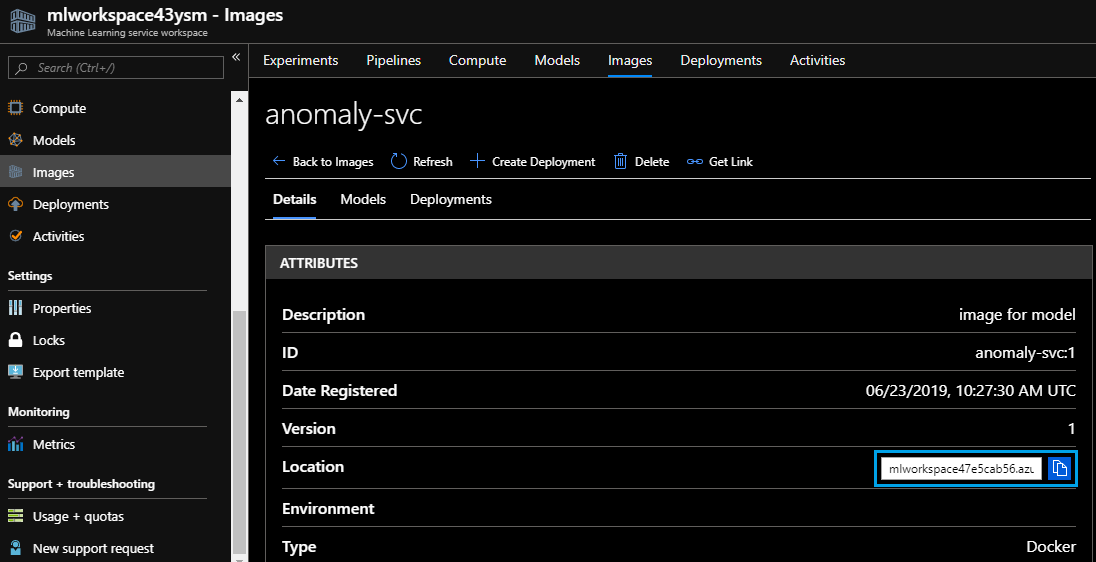 mlworkspace43ysm - Images
Machine Learning service workspace
Search (Ctrl+/)
«
Compute
Models
Images
Deployments
Activities
Settings
Properties
Locks
Export template
Monitoring
Metrics
Support + troubleshooting
Usage + quotas
New support request
Experiments Pipelines Compute Models Images Deployments Activities
anomaly-svc
Back to Images Refresh Create Deployment Delete Get Link
Details Models Deployments
ATTRIBUTES
Description image for model
ID anomaly-svc:1
Date Registered 06/23/2019, 10:27:30 AM UTC
Version 1
Location mlworkspace47e5cab56.azu
Environment
Type Docker